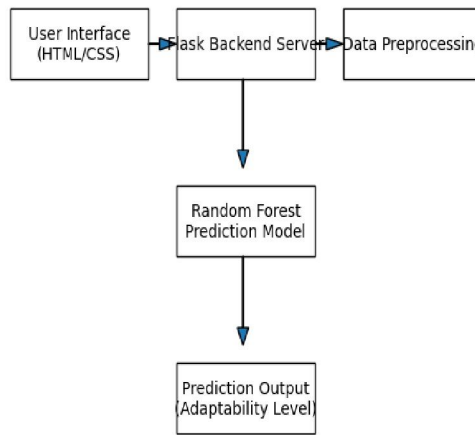 User Interface
(HTML/CSS)
Flask Backend Server
Data Preprocessing
Random Forest
Prediction Model
Prediction Output
(Adaptability Level)